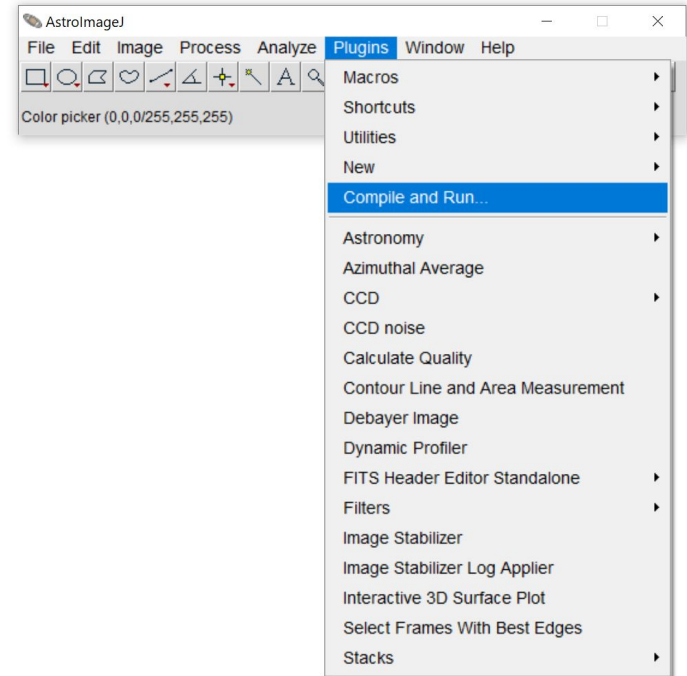 AstroImageJ
File Edit Image Process Analyze Plugins Window Help
A
Color picker (0,0,0/255,255,255)
Macros
Shortcuts
Utilities
New
Compile and Run...
Astronomy
Azimuthal Average
CCD
CCD noise
Calculate Quality
Contour Line and Area Measurement
Debayer Image
Dynamic Profiler
FITS Header Editor Standalone
Filters
Image Stabilizer
Image Stabilizer Log Applier
Interactive 3D Surface Plot
Select Frames With Best Edges
Stacks